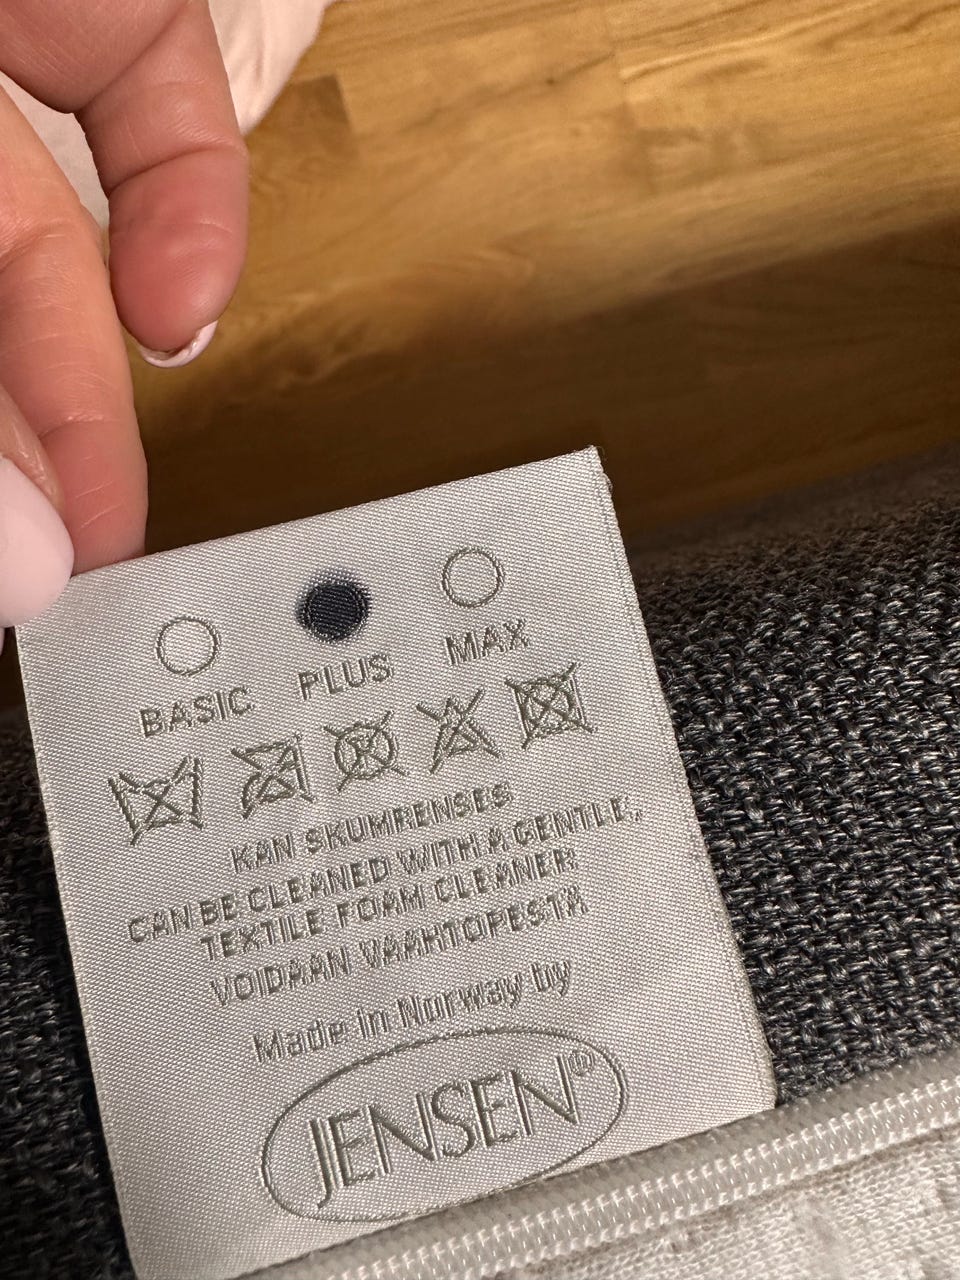 BASIC PLUS MAX
KAN SKUMRENSES
CAN BE CLEANED WITH A GENTLE,
TEXTILE FOAM CLEANER
VOIDAAN VAAHTOPESTÄ
Made in Norway by
JENSEN®